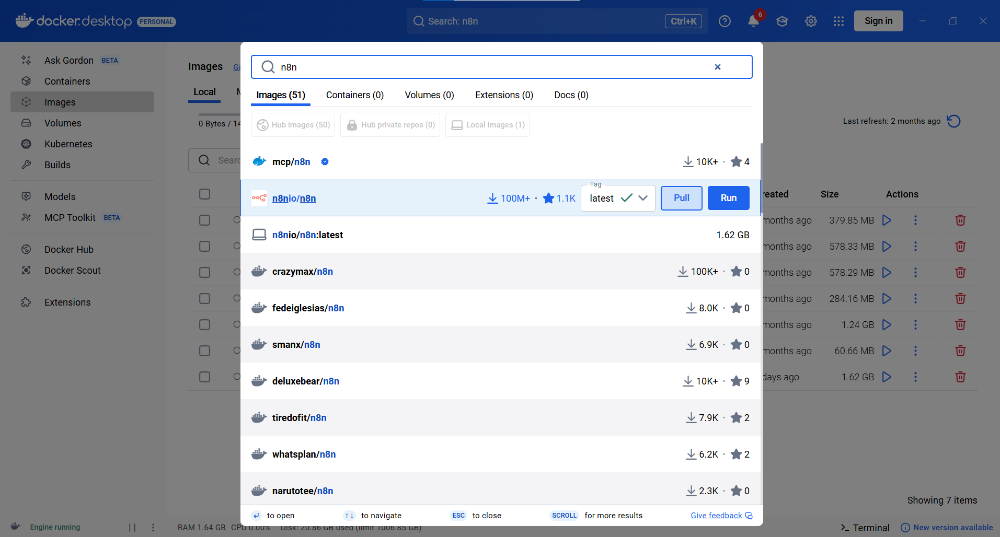 docker.desktop PERSONAL
Search: n8n Ctrl+K
6
Sign in
Ask Gordon BETA
Containers
Images
Volumes
Kubernetes
Builds
Models
MCP Toolkit BETA
Docker Hub
Docker Scout
Extensions
Images Gi
Local
0 Bytes / 14
Last refresh: 2 months ago
n8n
Images (51) Containers (0) Volumes (0) Extensions (0) Docs (0)
Hub images (50) Hub private repos (0) Local images (1)
mcp/n8n 10K+ · 4
n8nio/n8n 100M+ · 1.1K Tag latest Pull Run
n8nio/n8n:latest 1.62 GB
crazymax/n8n 100K+ · 0
fedeiglesias/n8n 8.0K · 0
smanx/n8n 6.9K · 0
deluxebear/n8n 10K+ · 9
tiredofit/n8n 7.9K · 2
whatsplan/n8n 6.2K · 2
narutotee/n8n 2.3K · 0
to open ↑↓ to navigate ESC to close SCROLL for more results Give feedback
Size Actions
months ago 379.85 MB
months ago 578.33 MB
months ago 578.29 MB
months ago 284.16 MB
months ago 1.24 GB
months ago 60.66 MB
days ago 1.62 GB
Showing 7 items
Engine running
RAM 1.64 GB CPU 0.00% Disk: 20.86 GB used (limit 1006.85 GB)
Terminal New version available